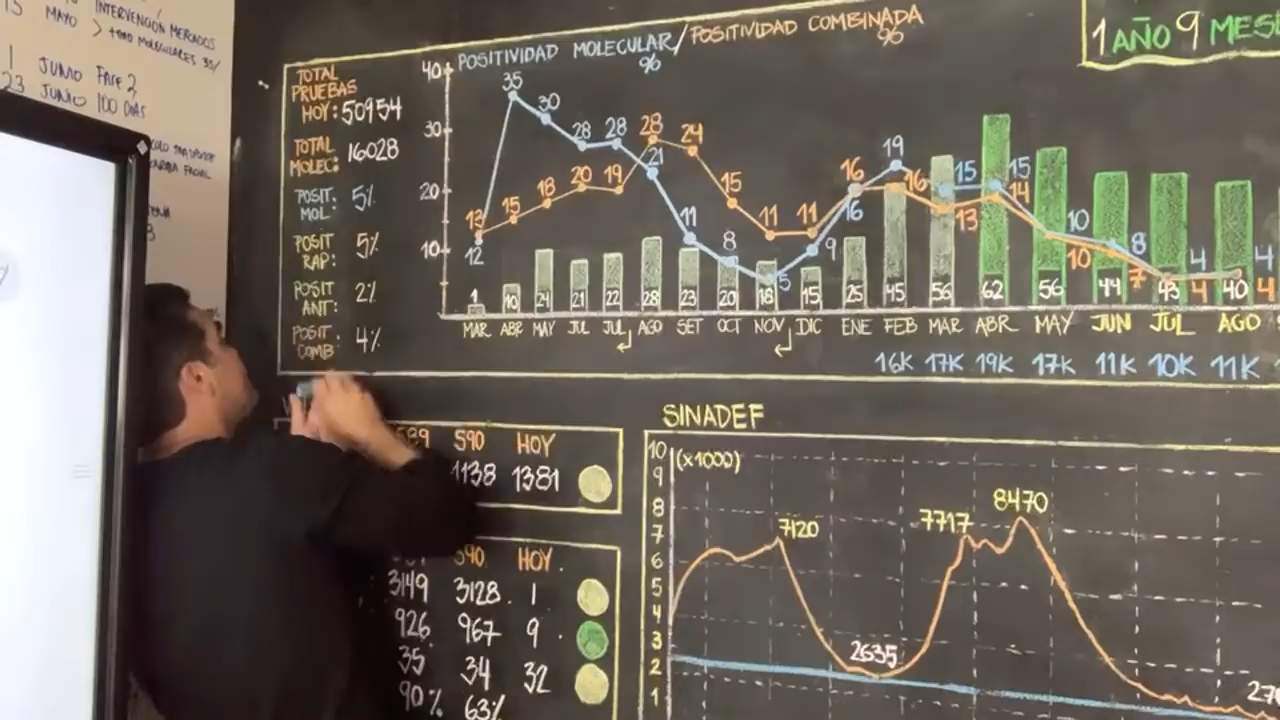 15 MAYO > INTERVENCIÓN MERCADOS
1 JUNIO FASE 2
23 JUNIO 100 DIAS
TOTAL
PRUEBAS
HOY: 50954
TOTAL
MOLEC: 16028
POSIT
MOL: 5%
POSIT
RAP: 5%
POSIT
ANT: 2%
POSIT
COMB: 4%
POSITIVIDAD MOLECULAR/POSITIVIDAD COMBINADA
% %
1 AÑO 9
40
30
20
10
35 30 28 28 28 24 21 19
13 15 18 20 19 15 11 11 16 16 15 15
12 11 8 5 9 16 13 14 10 10 8 7 4 4 4 4
1 10 24 21 22 28 23 20 18 15 25 45 56 62 56 44 45 40
MAR ABR MAY JUL JUL AGO SET OCT NOV DIC ENE FEB MAR ABR MAY JUN JUL AGO
16K 17K 19K 17K 11K 10K 11K
590 HOY
1138 1381
590 HOY
3149 3128 1
926 967 9
35 34 32
90% 63%
SINADEF
(x1000)
10
9
8
7
6
5
4
3
2
1
7120
7717
8470
2635